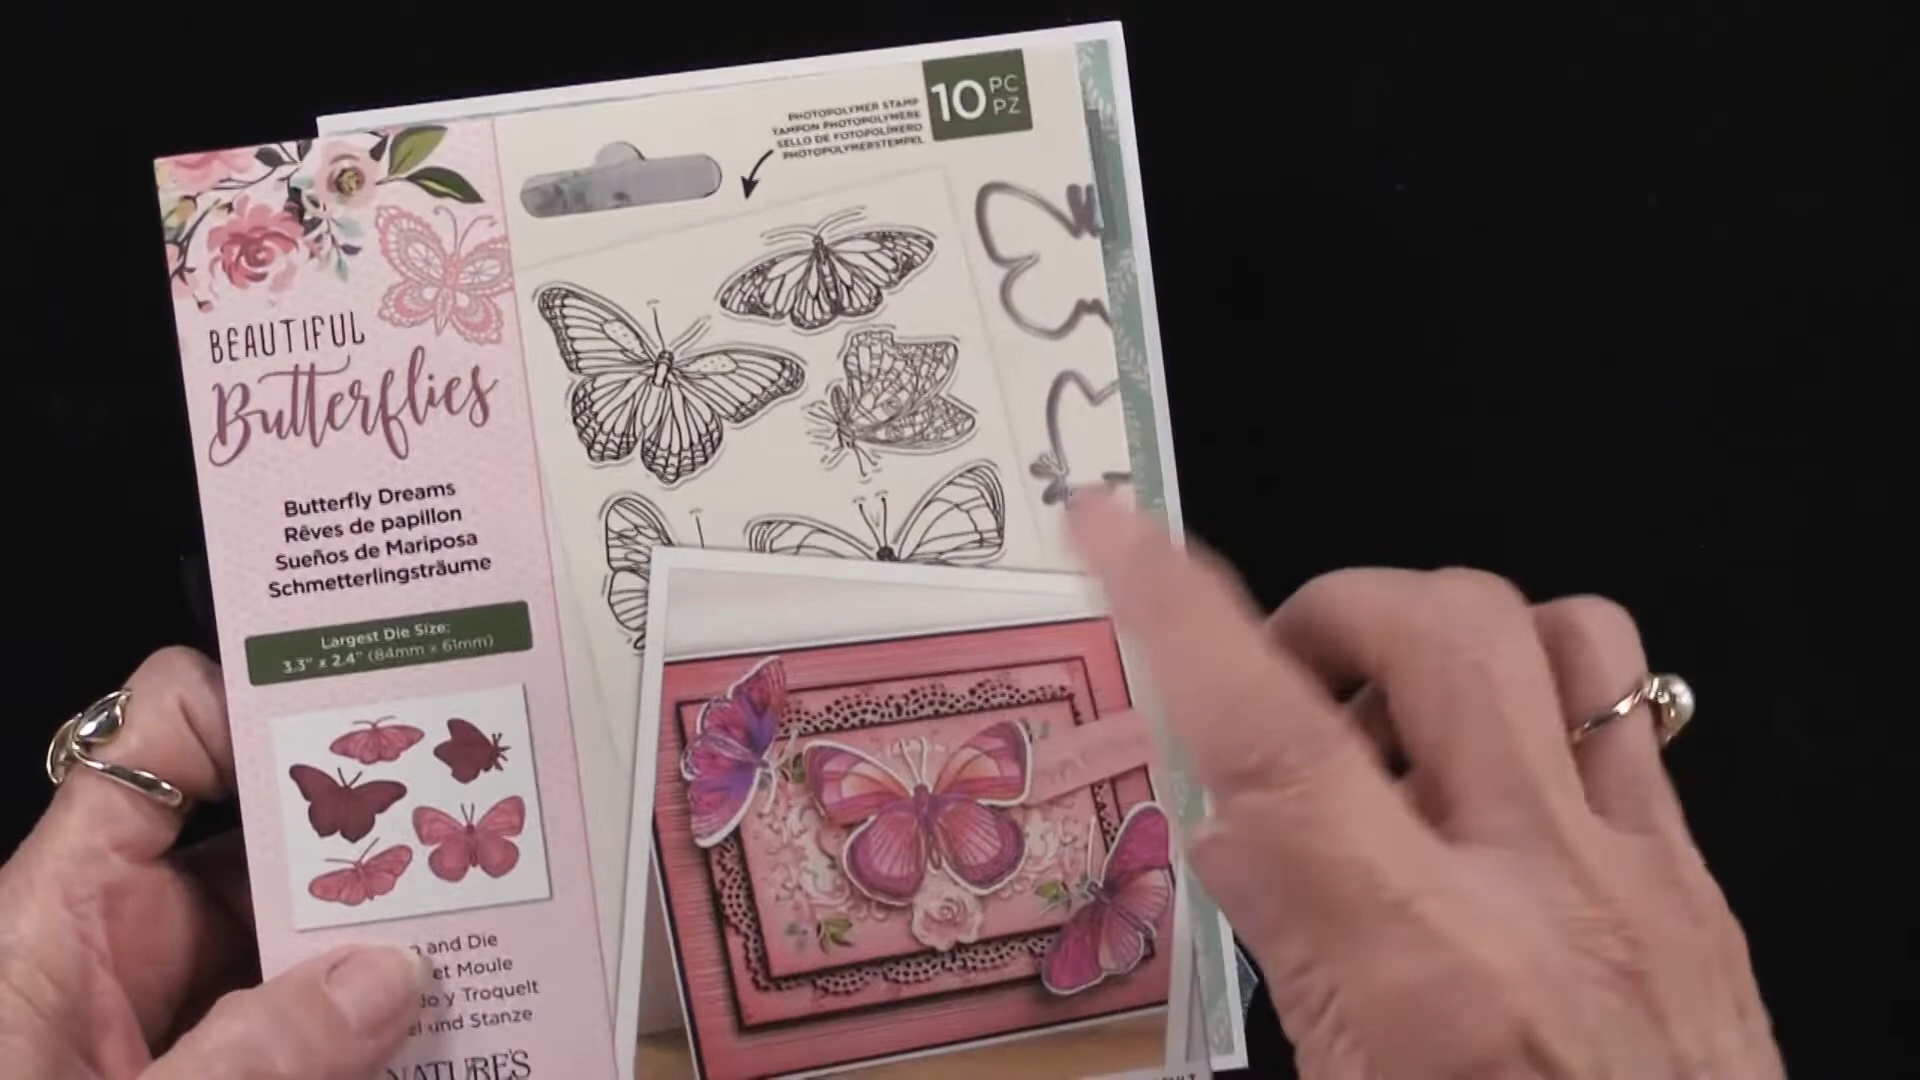 10 PC
PZ
PHOTOPOLYMER STAMP
TAMPON PHOTOPOLYMÈRE
SELLO DE FOTOPOLÍMERO
PHOTOPOLYMERSTEMPEL
BEAUTIFUL
Butterflies
Butterfly Dreams
Rêves de papillon
Sueños de Mariposa
Schmetterlingsträume
Largest Die Size:
3.3" x 2.4" (84mm x 61mm)
and Die
et Moule
y Troquelt
und Stanze
NATURE'S